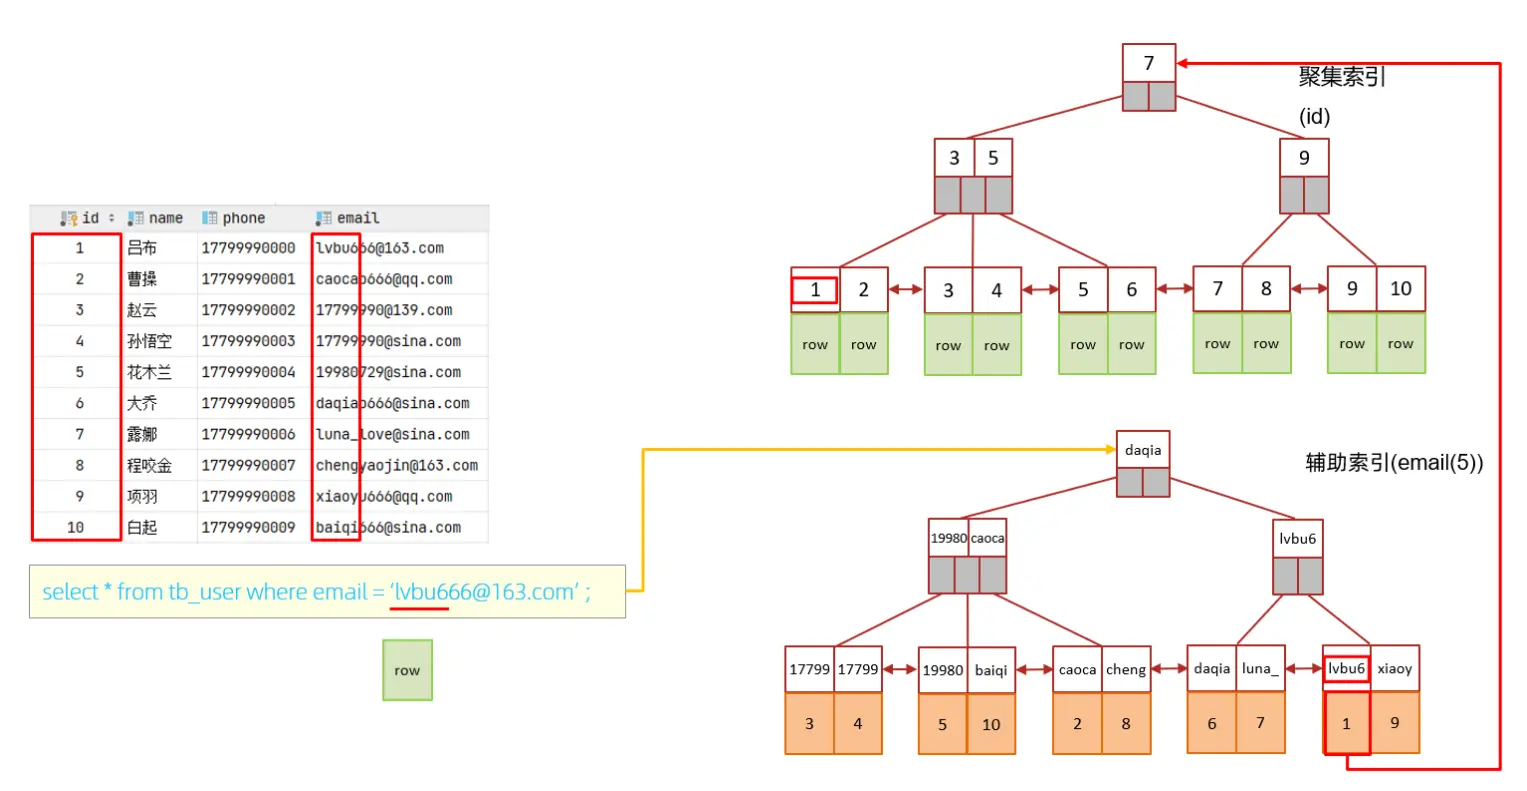 id name phone email
1 吕布 17799990000 lvbu666@163.com
2 曹操 17799990001 caocao666@qq.com
3 赵云 17799990002 17799990@139.com
4 孙悟空 17799990003 17799990@sina.com
5 花木兰 17799990004 19980729@sina.com
6 大乔 17799990005 daqiao666@sina.com
7 露娜 17799990006 luna_love@sina.com
8 程咬金 17799990007 chengyaojin@163.com
9 项羽 17799990008 xiaoyu666@qq.com
10 白起 17799990009 baiqi666@sina.com
select * from tb_user where email = ‘lvbu666@163.com’ ;
row
聚集索引
(id)
7
3 5 9
1 2 3 4 5 6 7 8 9 10
row row row row row row row row row row
辅助索引(email(5))
daqia
19980 caoca lvbu6
17799 17799 19980 baiqi caoca cheng daqia luna_ lvbu6 xiaoy
3 4 5 10 2 8 6 7 1 9